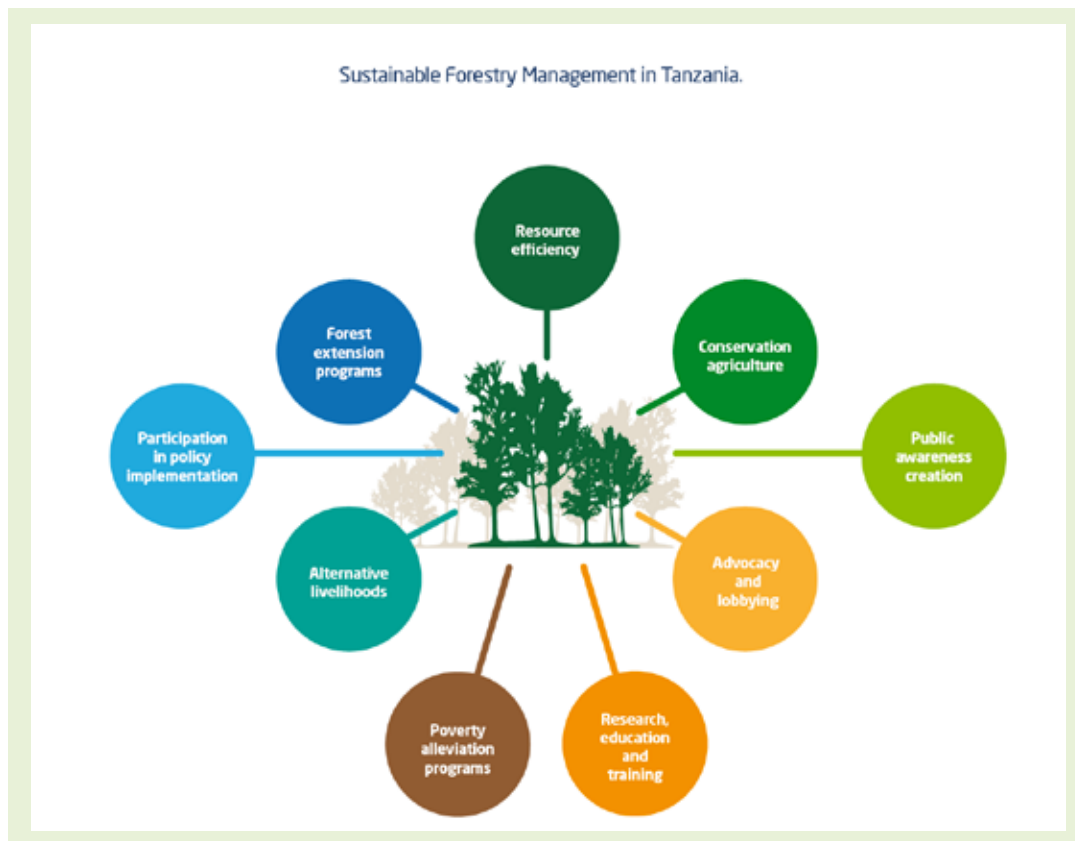 Sustainable Forestry Management in Tanzania.
Resource
efficiency
Forest
extension
programs
Conservation
agriculture
Participation
in policy
implementation
Public
awareness
creation
Alternative
livelihoods
Advocacy
and
lobbying
Poverty
alleviation
programs
Research,
education
and
training